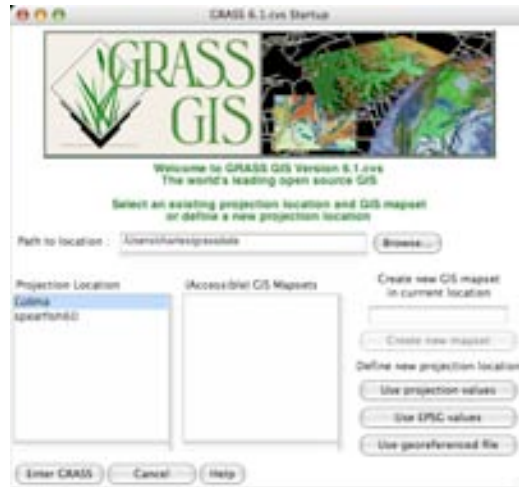 GRASS 6.1.cvs Startup
GRASS
GIS
Welcome to GRASS GIS Version 6.1.cvs
The world's leading open source GIS
Select an existing projection location and GIS mapset
or define a new projection location
Path to location : /Users/charles/grassdata
Browse...
Projection Location
(Accessible) GIS Mapsets
Create new GIS mapset
in current location
Colima
spearfish60
Create new mapset
Define new projection location
Use projection values
Use EPSG values
Use georeferenced file
Enter GRASS
Cancel
Help